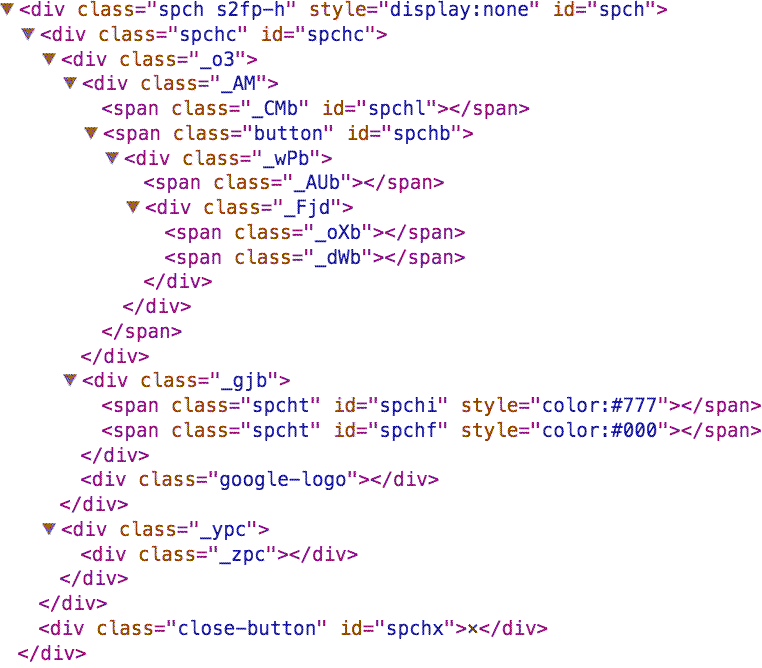 <div class="spch s2fp-h" style="display:none" id="spch">
<div class="spchc" id="spchc">
<div class="_o3">
<div class="_AM">
<span class="_CMb" id="spchl"></span>
<span class="button" id="spchb">
<div class="_wPb">
<span class="_AUb"></span>
<div class="_Fjd">
<span class="_oXb"></span>
<span class="_dWb"></span>
</div>
</div>
</span>
</div>
<div class="_gjb">
<span class="spcht" id="spchi" style="color:#777"></span>
<span class="spcht" id="spchf" style="color:#000"></span>
</div>
<div class="google-logo"></div>
</div>
<div class="_ypc">
<div class="_zpc"></div>
</div>
</div>
<div class="close-button" id="spchx">×</div>
</div>